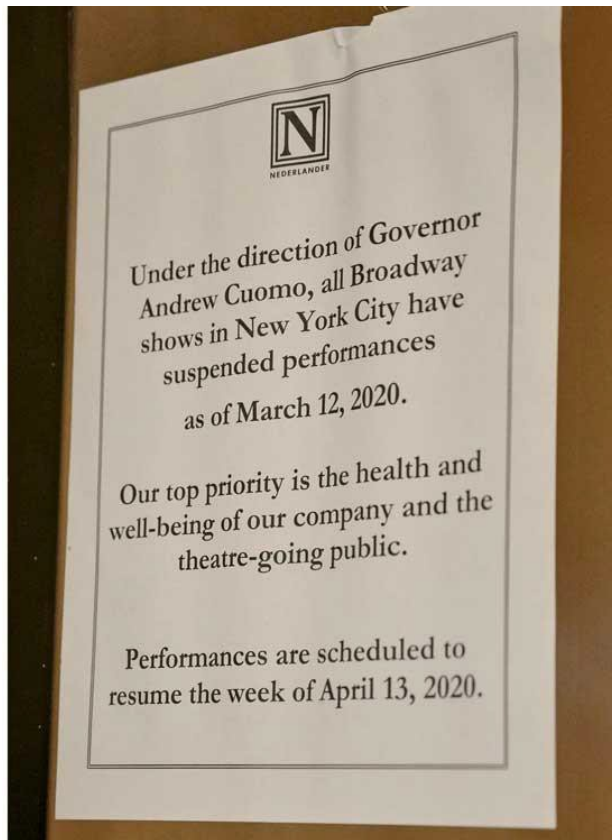 N
NEDERLANDER
Under the direction of Governor
Andrew Cuomo, all Broadway
shows in New York City have
suspended performances
as of March 12, 2020.
Our top priority is the health and
well-being of our company and the
theatre-going public.
Performances are scheduled to
resume the week of April 13, 2020.